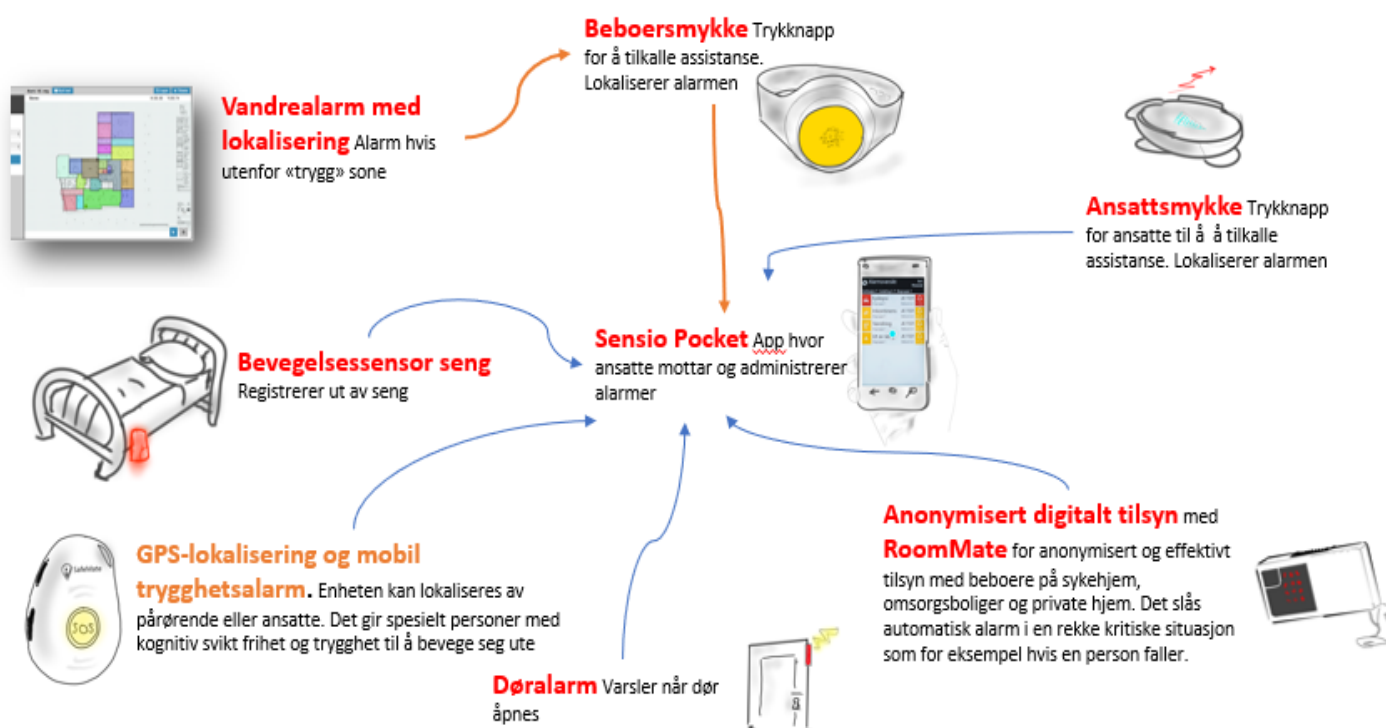 Beboersmykke Trykknapp
for å tilkalle assistanse.
Lokaliserer alarmen
Vandrealarm med
lokalisering Alarm hvis
utenfor «trygg» sone
Ansattsmykke Trykknapp
for ansatte til å å tilkalle
assistanse. Lokaliserer alarmen
Sensio Pocket App hvor
ansatte mottar og administrerer
alarmer
Bevegelsessensor seng
Registrerer ut av seng
GPS-lokalisering og mobil
trygghetsalarm. Enheten kan lokaliseres av
pårørende eller ansatte. Det gir spesielt personer med
kognitiv svikt frihet og trygghet til å bevege seg ute
SafeMate
SOS
Anonymisert digitalt tilsyn med
RoomMate for anonymisert og effektivt
tilsyn med beboere på sykehjem,
omsorgsboliger og private hjem. Det slås
automatisk alarm i en rekke kritiske situasjon
som for eksempel hvis en person faller.
Døralarm Varsler når dør
åpnes